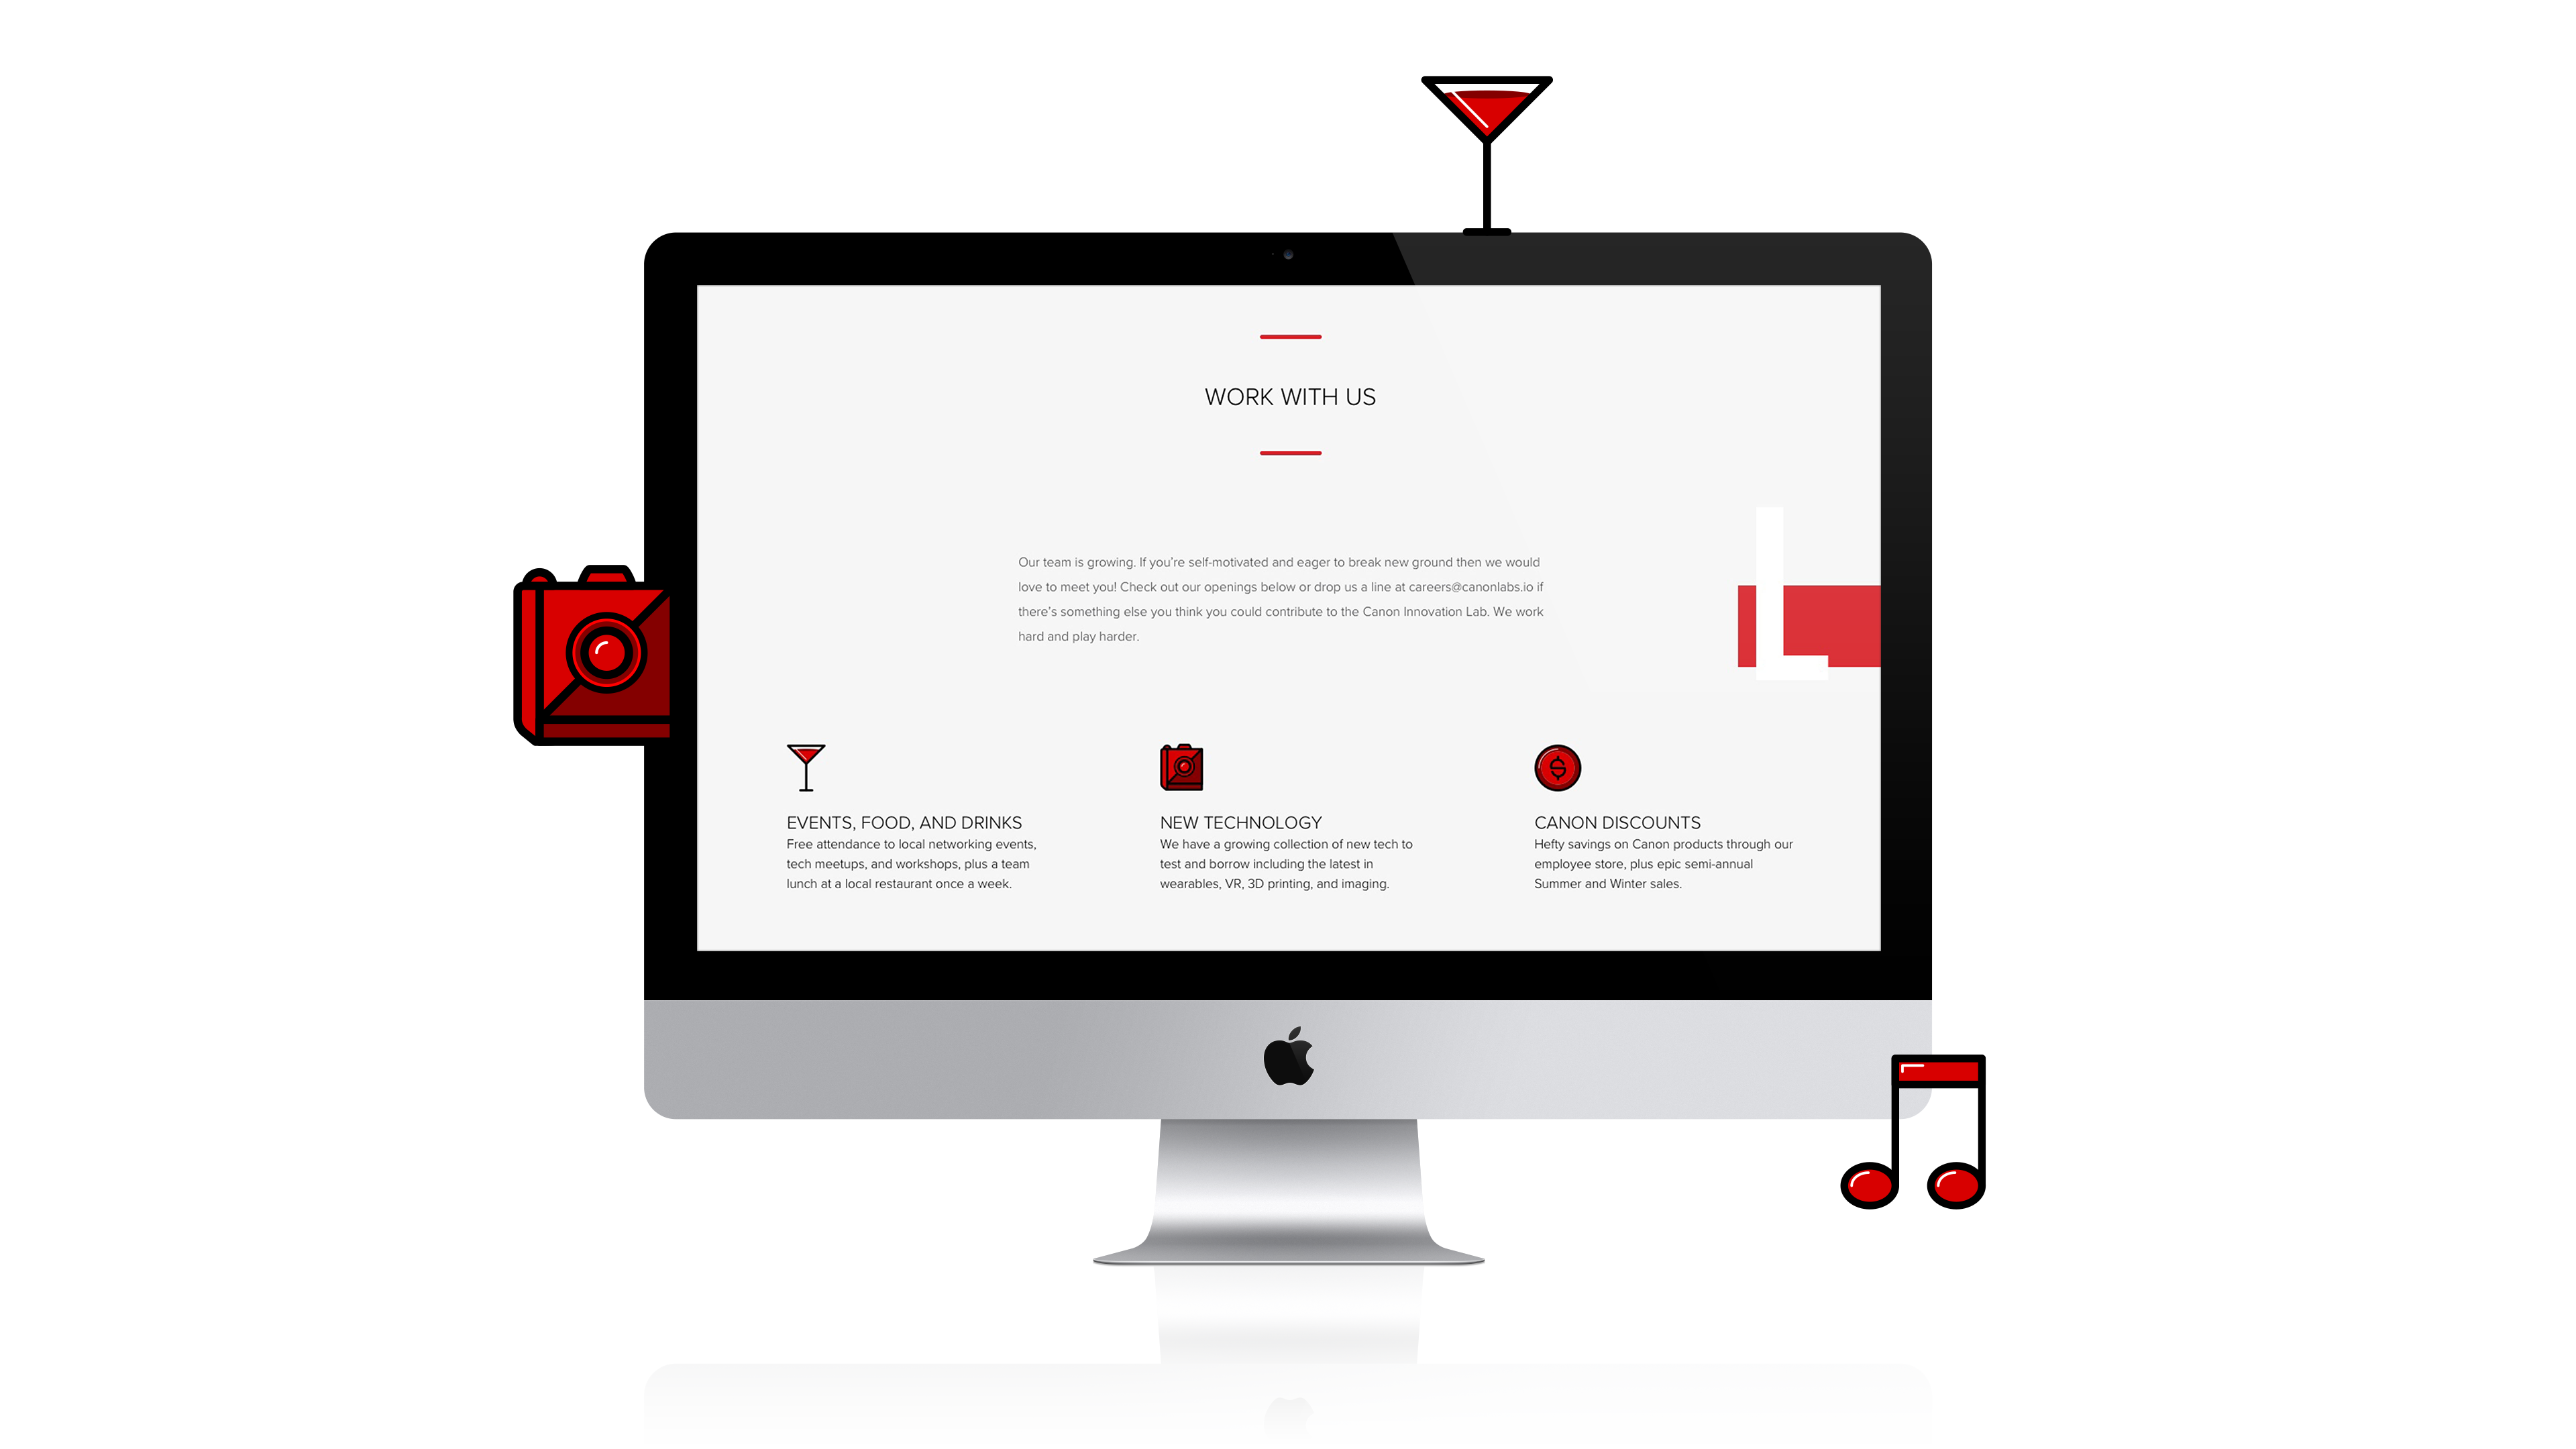 WORK WITH US
Our team is growing. If you're self-motivated and eager to break new ground then we would
love to meet you! Check out our openings below or drop us a line at careers@canonlabs.io if
there's something else you think you could contribute to the Canon Innovation Lab. We work
hard and play harder.
L
$
EVENTS, FOOD, AND DRINKS
Free attendance to local networking events,
tech meetups, and workshops, plus a team
lunch at a local restaurant once a week.
NEW TECHNOLOGY
We have a growing collection of new tech to
test and borrow including the latest in
wearables, VR, 3D printing, and imaging.
CANON DISCOUNTS
Hefty savings on Canon products through our
employee store, plus epic semi-annual
Summer and Winter sales.